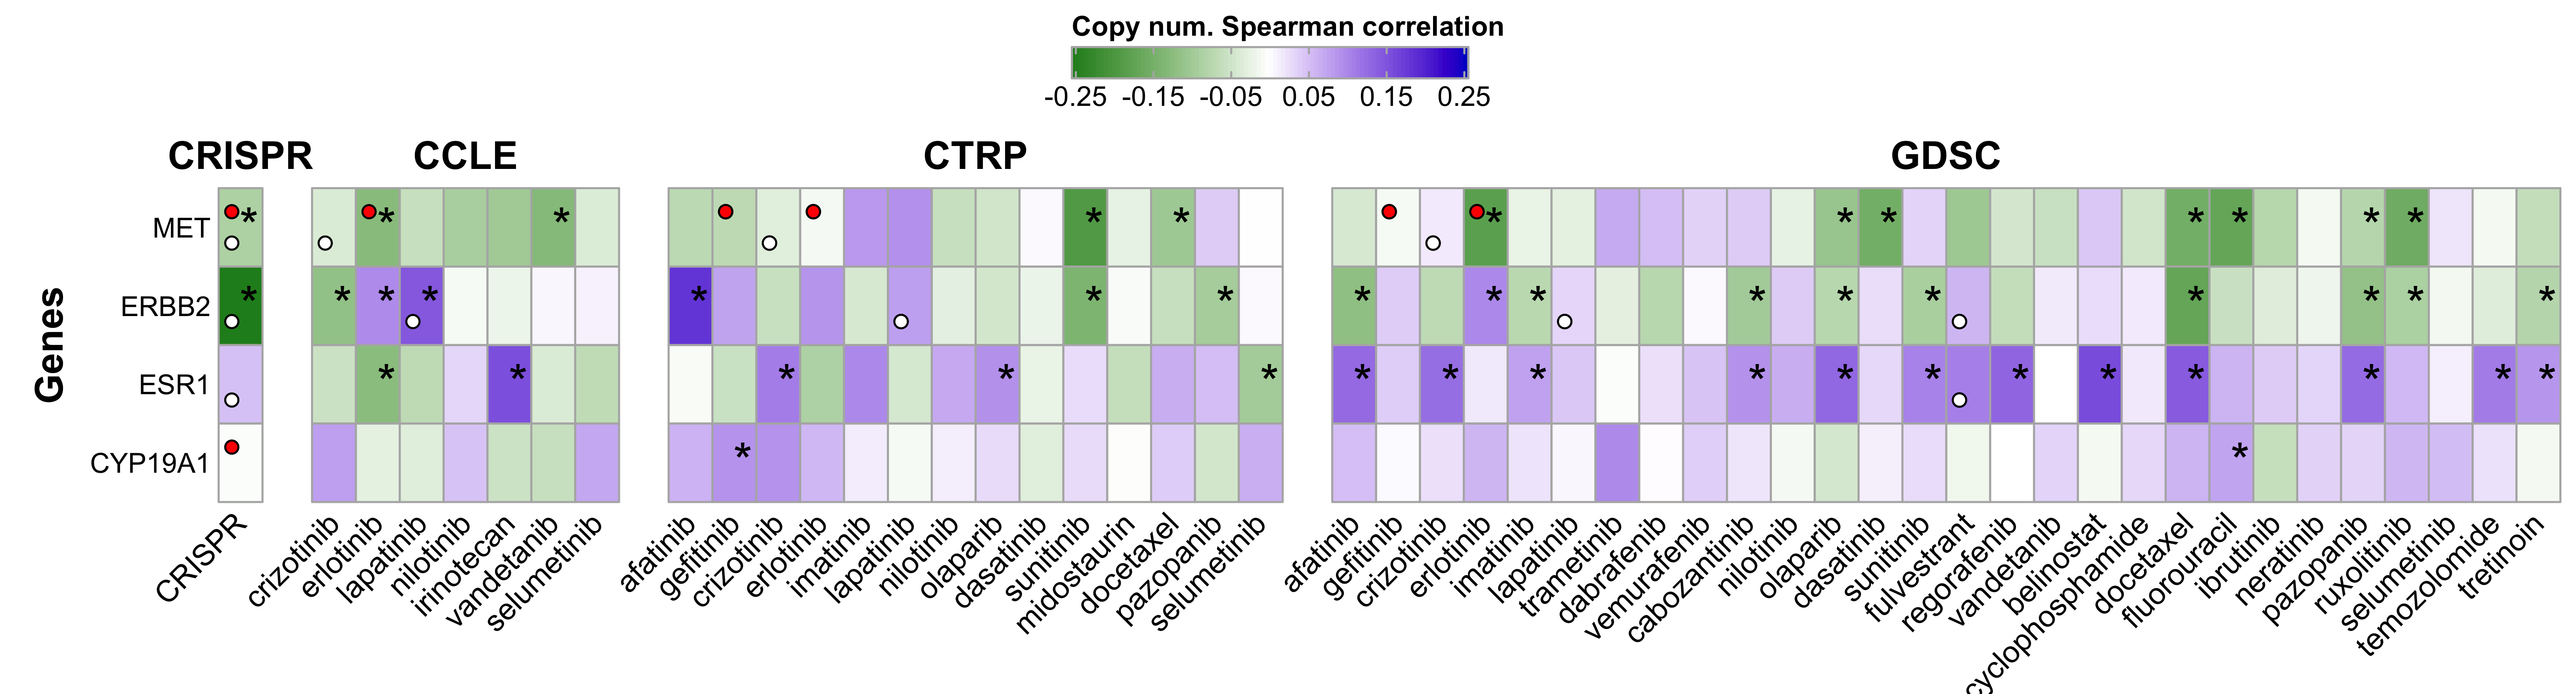 Copy num. Spearman correlation
-0.25 -0.15 -0.05 0.05 0.15 0.25
CRISPR CCLE CTRP GDSC
Genes
MET * * * * * * * * * * *
ERBB2 * * * * * * * * * * * * * * * * *
ESR1 * * * * * * * * * * * * * * * * * *
CYP19A1 * *
CRISPR
crizotinib erlotinib lapatinib nilotinib irinotecan vandetanib selumetinib
afatinib gefitinib crizotinib erlotinib imatinib lapatinib nilotinib olaparib dasatinib sunitinib midostaurin docetaxel pazopanib selumetinib
afatinib gefitinib crizotinib erlotinib imatinib lapatinib trametinib dabrafenib vemurafenib cabozantinib nilotinib olaparib dasatinib sunitinib fulvestrant regorafenib vandetanib belinostat cyclophosphamide docetaxel fluorouracil ibrutinib neratinib pazopanib ruxolitinib selumetinib temozolomide tretinoin